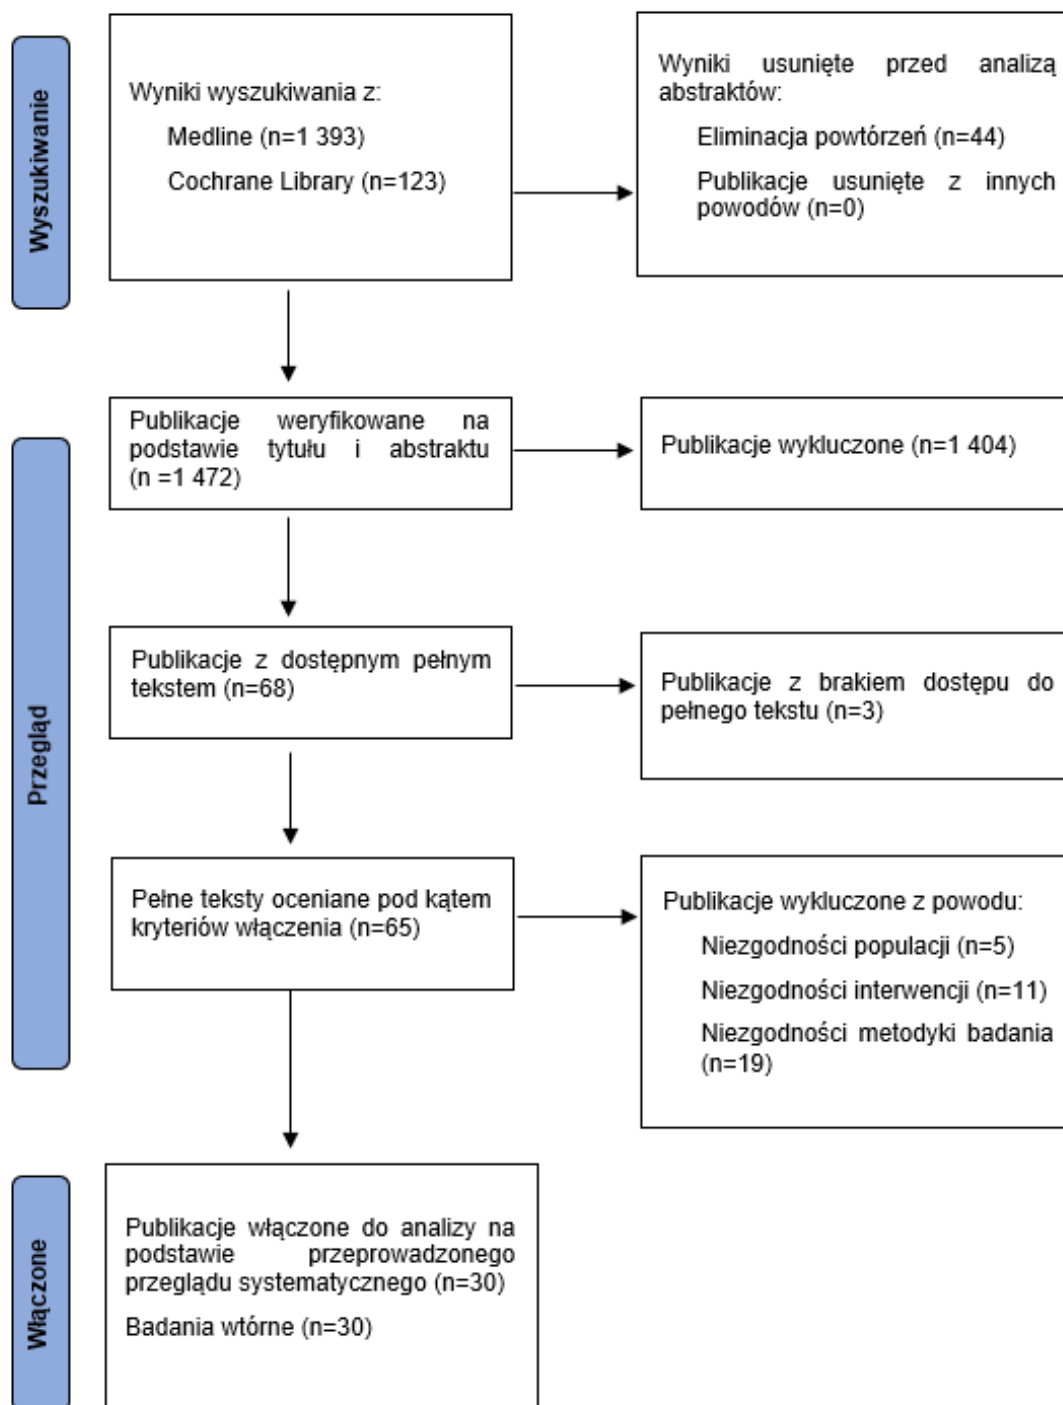 Wyszukiwanie
Wyniki wyszukiwania z:
Medline (n=1 393)
Cochrane Library (n=123)
Wyniki usunięte przed analizą
abstraktów:
Eliminacja powtórzeń (n=44)
Publikacje usunięte z innych
powodów (n=0)
Przegląd
Publikacje weryfikowane na
podstawie tytułu i abstraktu
(n =1 472)
Publikacje wykluczone (n=1 404)
Publikacje z dostępnym pełnym
tekstem (n=68)
Publikacje z brakiem dostępu do
pełnego tekstu (n=3)
Pełne teksty oceniane pod kątem
kryteriów włączenia (n=65)
Publikacje wykluczone z powodu:
Niezgodności populacji (n=5)
Niezgodności interwencji (n=11)
Niezgodności metodyki badania
(n=19)
Włączone
Publikacje włączone do analizy na
podstawie przeprowadzonego
przeglądu systematycznego (n=30)
Badania wtórne (n=30)